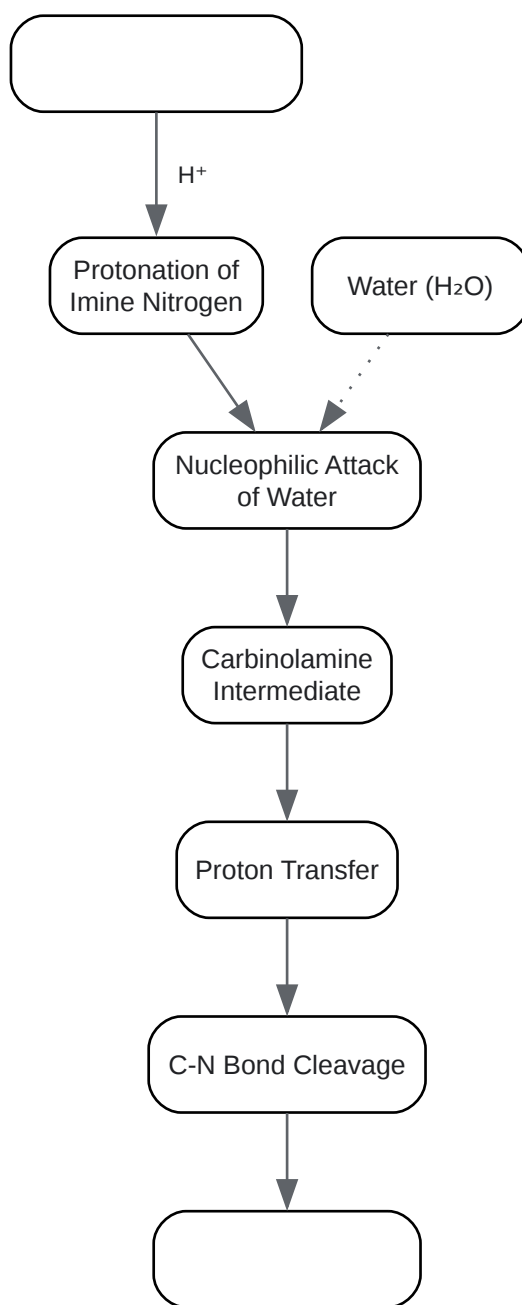 H⁺
Protonation of
Imine Nitrogen
Water (H₂O)
Nucleophilic Attack
of Water
Carbinolamine
Intermediate
Proton Transfer
C-N Bond Cleavage